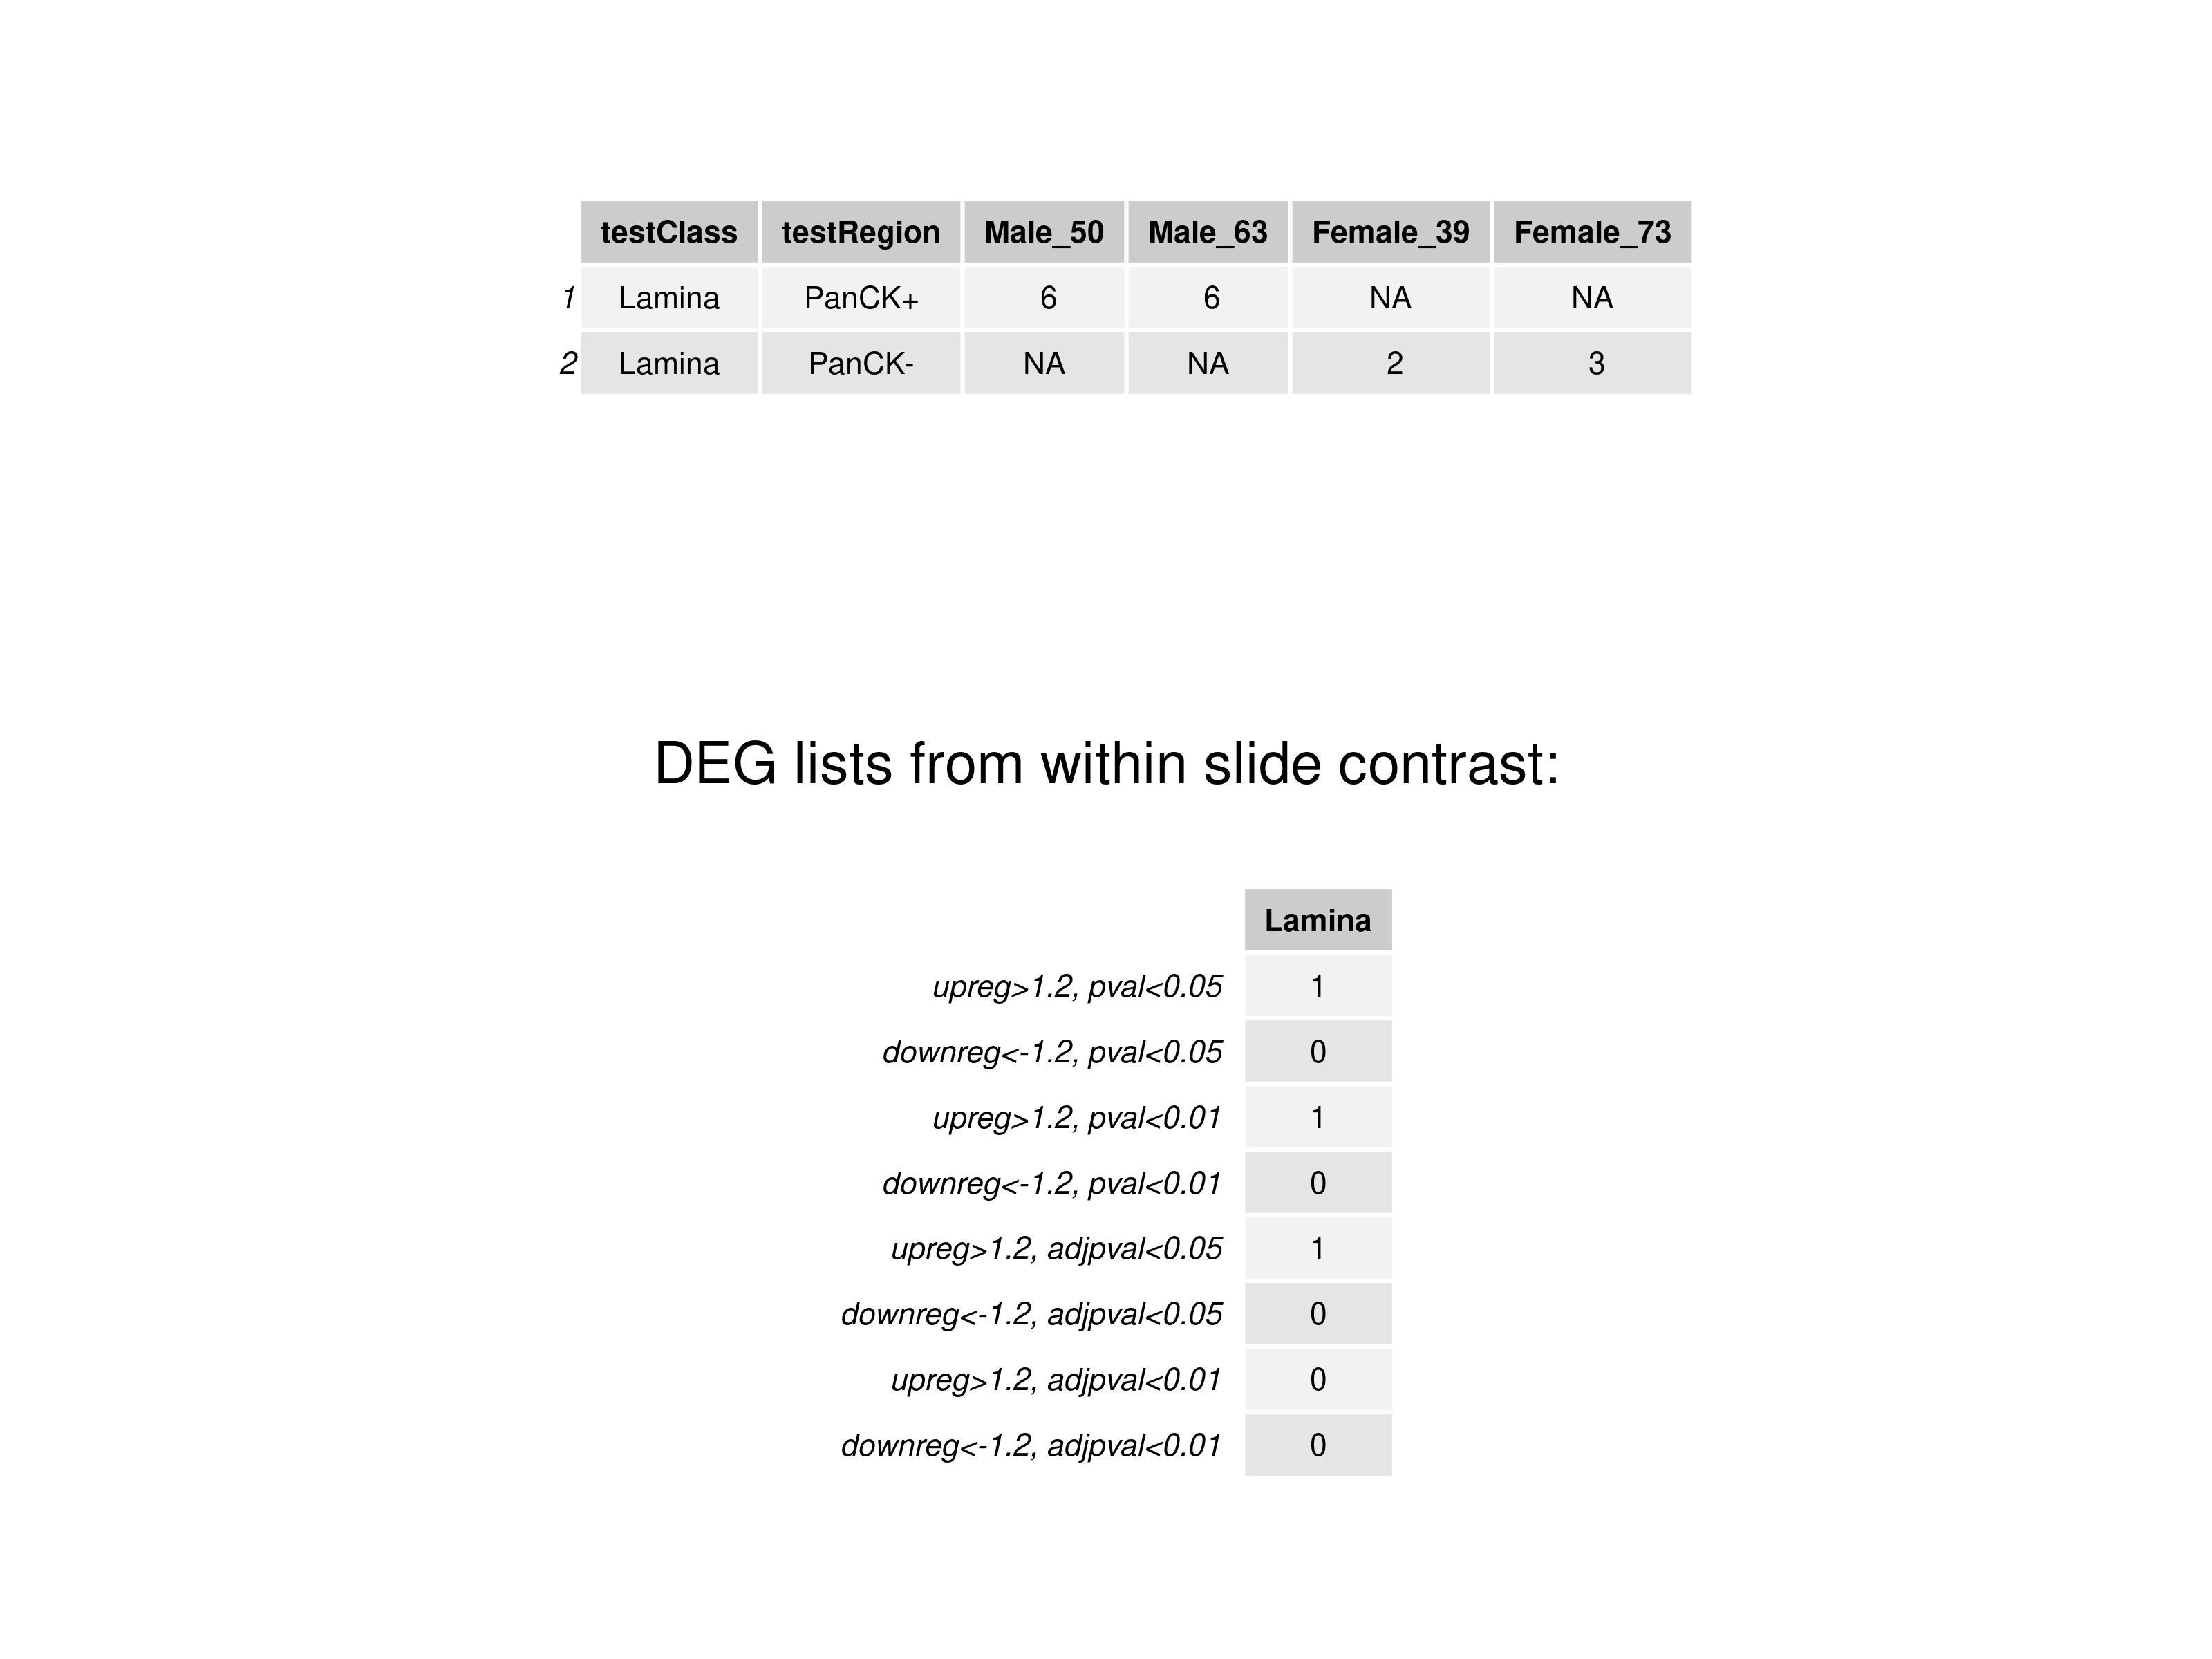 testClass testRegion Male_50 Male_63 Female_39 Female_73
1 Lamina PanCK+ 6 6 NA NA
2 Lamina PanCK- NA NA 2 3
DEG lists from within slide contrast:
Lamina
upreg>1.2, pval<0.05 1
downreg<-1.2, pval<0.05 0
upreg>1.2, pval<0.01 1
downreg<-1.2, pval<0.01 0
upreg>1.2, adjpval<0.05 1
downreg<-1.2, adjpval<0.05 0
upreg>1.2, adjpval<0.01 0
downreg<-1.2, adjpval<0.01 0